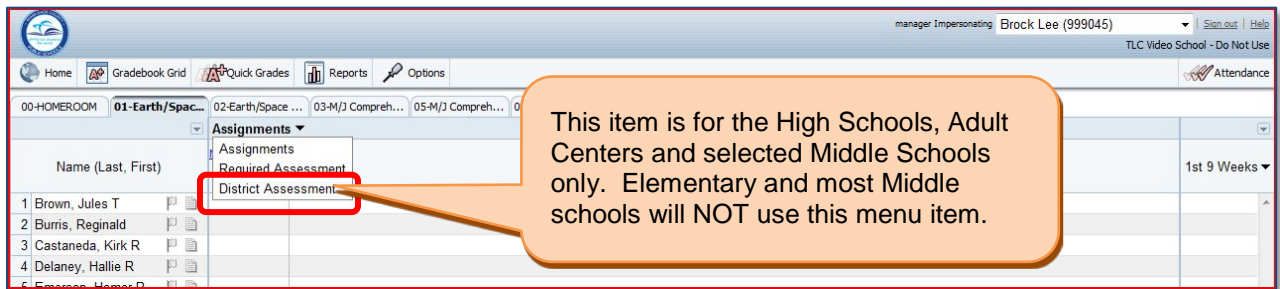 manager Impersonating Brock Lee (999045) | Sign out | Help
TLC Video School - Do Not Use
Home Gradebook Grid Quick Grades Reports Options Attendance
00-HOMEROOM 01-Earth/Spac... 02-Earth/Space ... 03-M/J Compreh... 05-M/J Compreh... 0
Assignments
Assignments
Name (Last, First) Required Assessment 1st 9 Weeks
District Assessment
This item is for the High Schools, Adult
Centers and selected Middle Schools
only. Elementary and most Middle
schools will NOT use this menu item.
1 Brown, Jules T
2 Burris, Reginald
3 Castaneda, Kirk R
4 Delaney, Hallie R
5 Emerson, Homer R